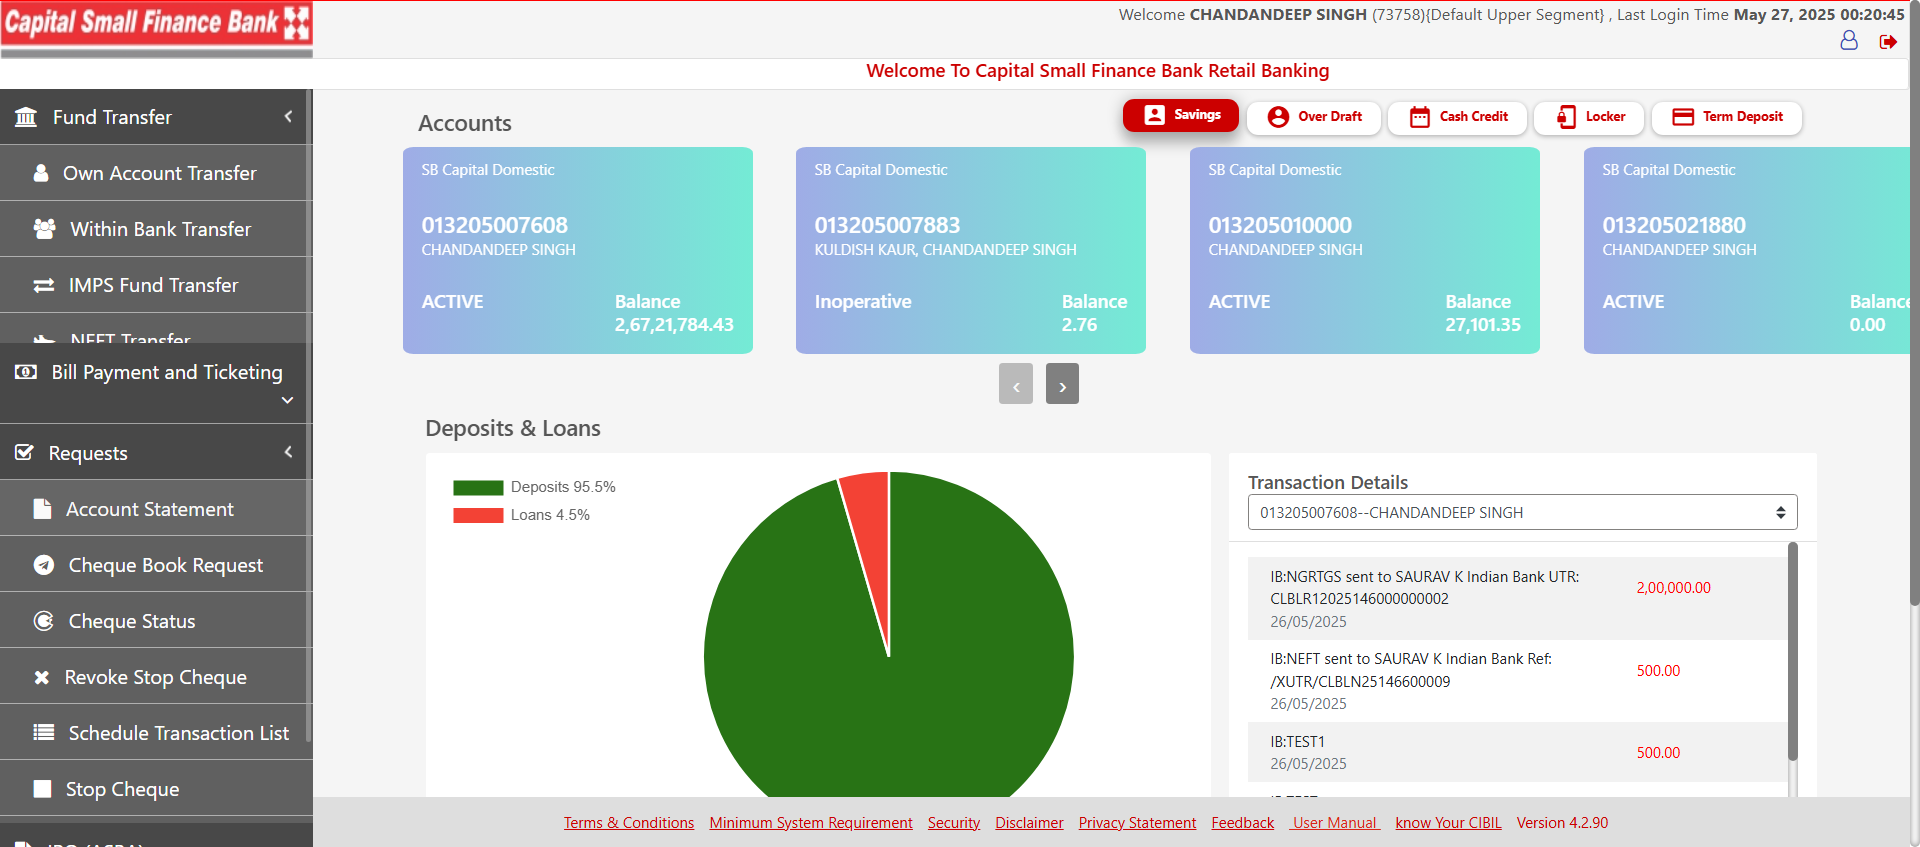 Capital Small Finance Bank
Welcome CHANDANDEEP SINGH (73758){Default Upper Segment} , Last Login Time May 27, 2025 00:20:45
Welcome To Capital Small Finance Bank Retail Banking
Fund Transfer
Own Account Transfer
Within Bank Transfer
IMPS Fund Transfer
NEFT Transfer
Bill Payment and Ticketing
Requests
Account Statement
Cheque Book Request
Cheque Status
Revoke Stop Cheque
Schedule Transaction List
Stop Cheque
Accounts
Savings
Over Draft
Cash Credit
Locker
Term Deposit
SB Capital Domestic
013205007608
CHANDANDEEP SINGH
ACTIVE
Balance
2,67,21,784.43
SB Capital Domestic
013205007883
KULDISH KAUR, CHANDANDEEP SINGH
Inoperative
Balance
2.76
SB Capital Domestic
013205010000
CHANDANDEEP SINGH
ACTIVE
Balance
27,101.35
SB Capital Domestic
013205021880
CHANDANDEEP SINGH
ACTIVE
Balance
0.00
Deposits & Loans
Deposits 95.5%
Loans 4.5%
Transaction Details
013205007608--CHANDANDEEP SINGH
IB:NGRTGS sent to SAURAV K Indian Bank UTR:
CLBLR12025146000000002
26/05/2025
2,00,000.00
IB:NEFT sent to SAURAV K Indian Bank Ref:
/XUTR/CLBLN25146600009
26/05/2025
500.00
IB:TEST1
26/05/2025
500.00
Terms & Conditions Minimum System Requirement Security Disclaimer Privacy Statement Feedback User Manual know Your CIBIL Version 4.2.90